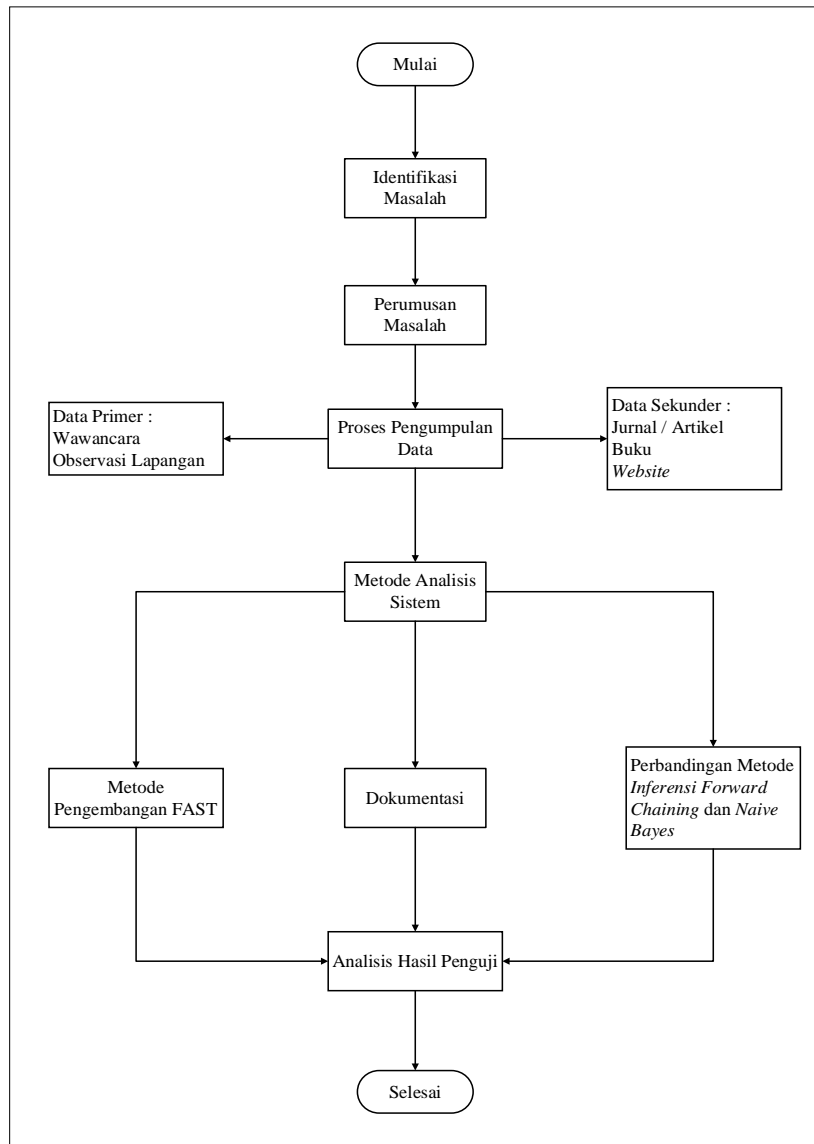 Mulai
Identifikasi
Masalah
Perumusan
Masalah
Data Primer :
Wawancara
Observasi Lapangan
Proses Pengumpulan
Data
Data Sekunder :
Jurnal / Artikel
Buku
Website
Metode Analisis
Sistem
Metode
Pengembangan FAST
Dokumentasi
Perbandingan Metode
Inferensi Forward
Chaining dan Naive
Bayes
Analisis Hasil Penguji
Selesai